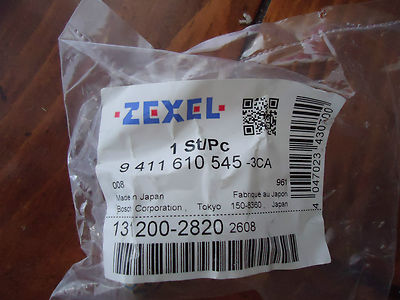 ZEXEL
1 St/Pc
9 411 610 545 -3CA
008 961
Made in Japan Fabriqué au Japon
Bosch Corporation, Tokyo 150-8360, Japan
131200-2820 2608